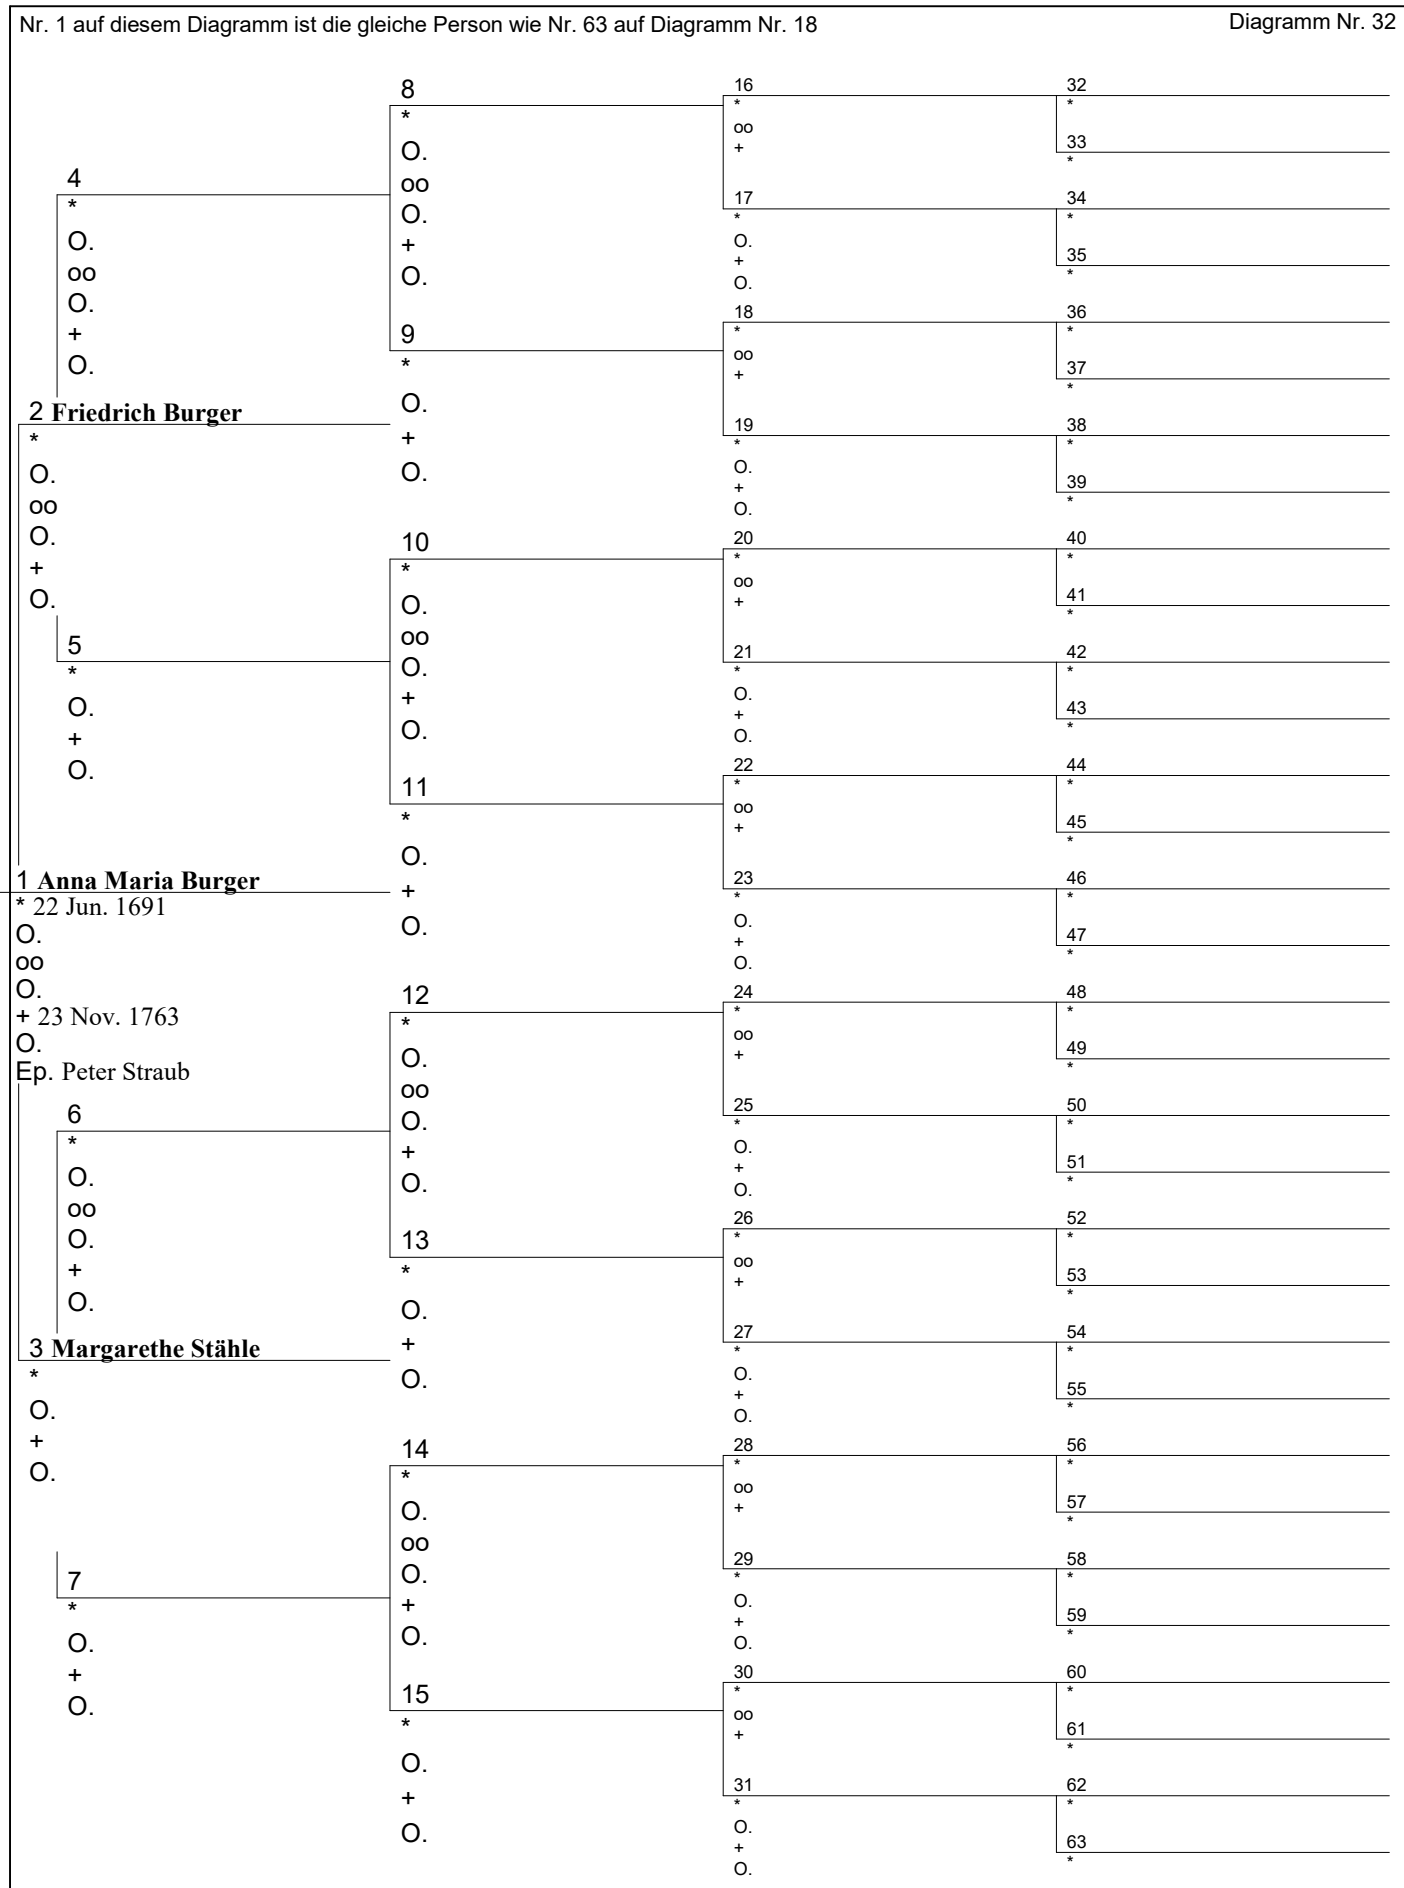 Nr. 1 auf diesem Diagramm ist die gleiche Person wie Nr. 63 auf Diagramm Nr. 18
Diagramm Nr. 32
1 Anna Maria Burger
* 22 Jun. 1691
O.
oo
O.
+ 23 Nov. 1763
O.
Ep. Peter Straub
2 Friedrich Burger
*
O.
oo
O.
+
O.
3 Margarethe Stähle
*
O.
+
O.
4
*
O.
oo
O.
+
O.
5
*
O.
+
O.
6
*
O.
oo
O.
+
O.
7
*
O.
+
O.
8
*
O.
oo
O.
+
O.
9
*
O.
+
O.
10
*
O.
oo
O.
+
O.
11
*
O.
+
O.
12
*
O.
oo
O.
+
O.
13
*
O.
+
O.
14
*
O.
oo
O.
+
O.
15
*
O.
+
O.
16
*
oo
+
17
*
O.
+
O.
18
*
oo
+
19
*
O.
+
O.
20
*
oo
+
21
*
O.
+
O.
22
*
oo
+
23
*
O.
+
O.
24
*
oo
+
25
*
O.
+
O.
26
*
oo
+
27
*
O.
+
O.
28
*
oo
+
29
*
O.
+
O.
30
*
oo
+
31
*
O.
+
O.
32
*
33
*
34
*
35
*
36
*
37
*
38
*
39
*
40
*
41
*
42
*
43
*
44
*
45
*
46
*
47
*
48
*
49
*
50
*
51
*
52
*
53
*
54
*
55
*
56
*
57
*
58
*
59
*
60
*
61
*
62
*
63
*